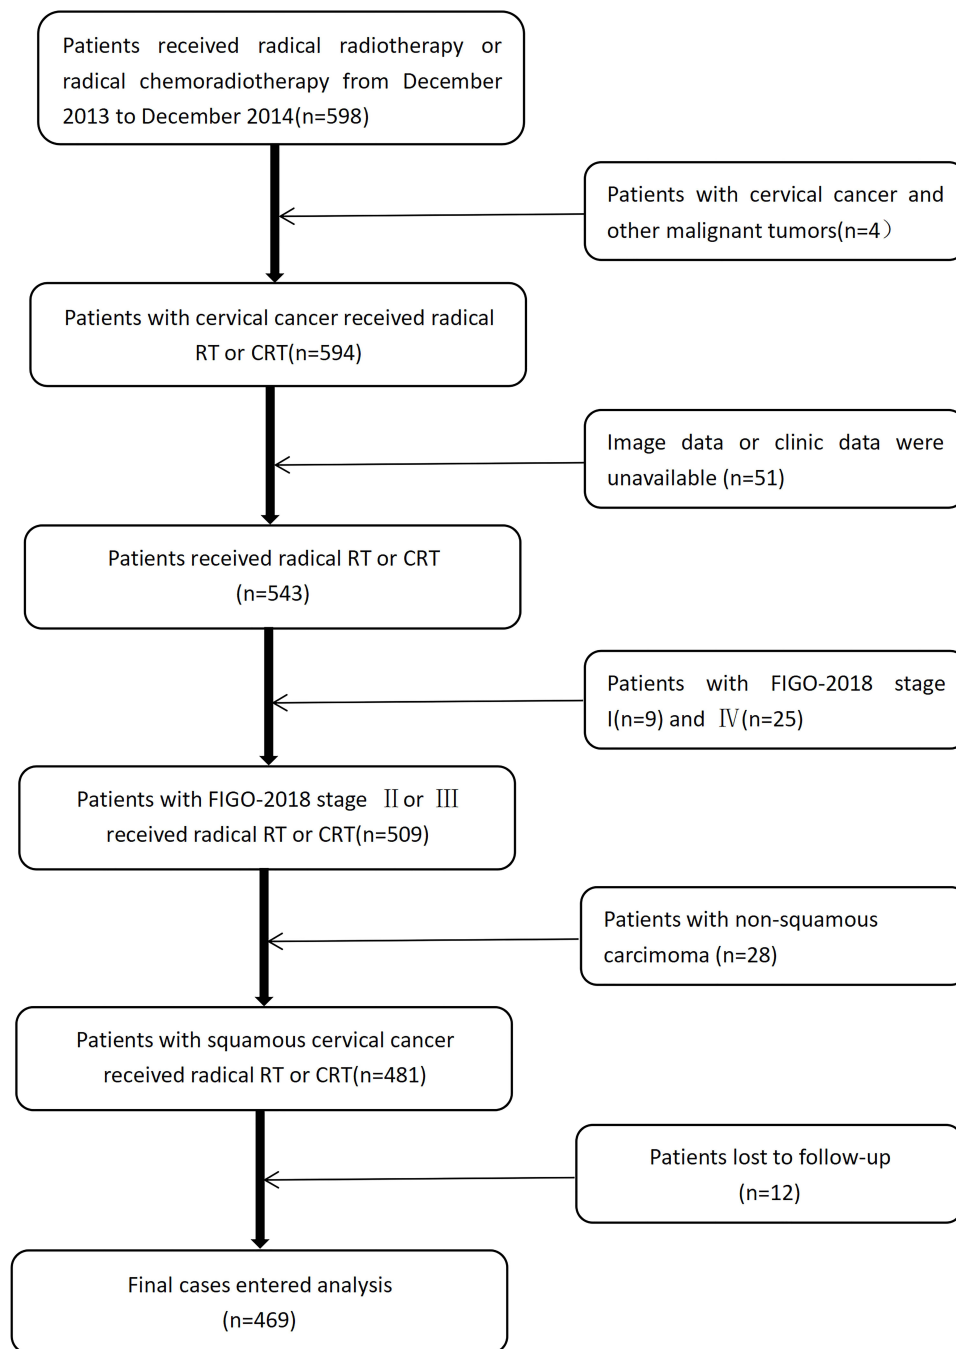 Patients received radical radiotherapy or
radical chemoradiotherapy from December
2013 to December 2014(n=598)
Patients with cervical cancer and
other malignant tumors(n=4）
Patients with cervical cancer received radical
RT or CRT(n=594)
Image data or clinic data were
unavailable (n=51)
Patients received radical RT or CRT
(n=543)
Patients with FIGO-2018 stage
I(n=9) and Ⅳ(n=25)
Patients with FIGO-2018 stage Ⅱ or Ⅲ
received radical RT or CRT(n=509)
Patients with non-squamous
carcimoma (n=28)
Patients with squamous cervical cancer
received radical RT or CRT(n=481)
Patients lost to follow-up
(n=12)
Final cases entered analysis
(n=469)